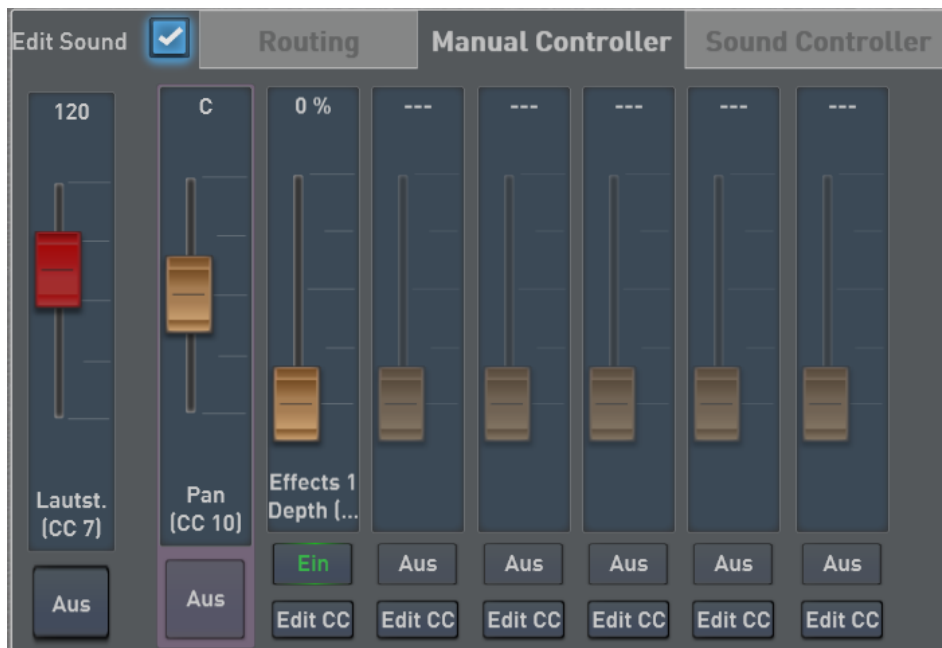 Edit Sound
Routing
Manual Controller
Sound Controller
120
C
0 %
---
---
---
---
---
Lautst.
(CC 7)
Pan
(CC 10)
Effects 1
Depth (...
Aus
Aus
Ein
Aus
Aus
Aus
Aus
Aus
Edit CC
Edit CC
Edit CC
Edit CC
Edit CC
Edit CC